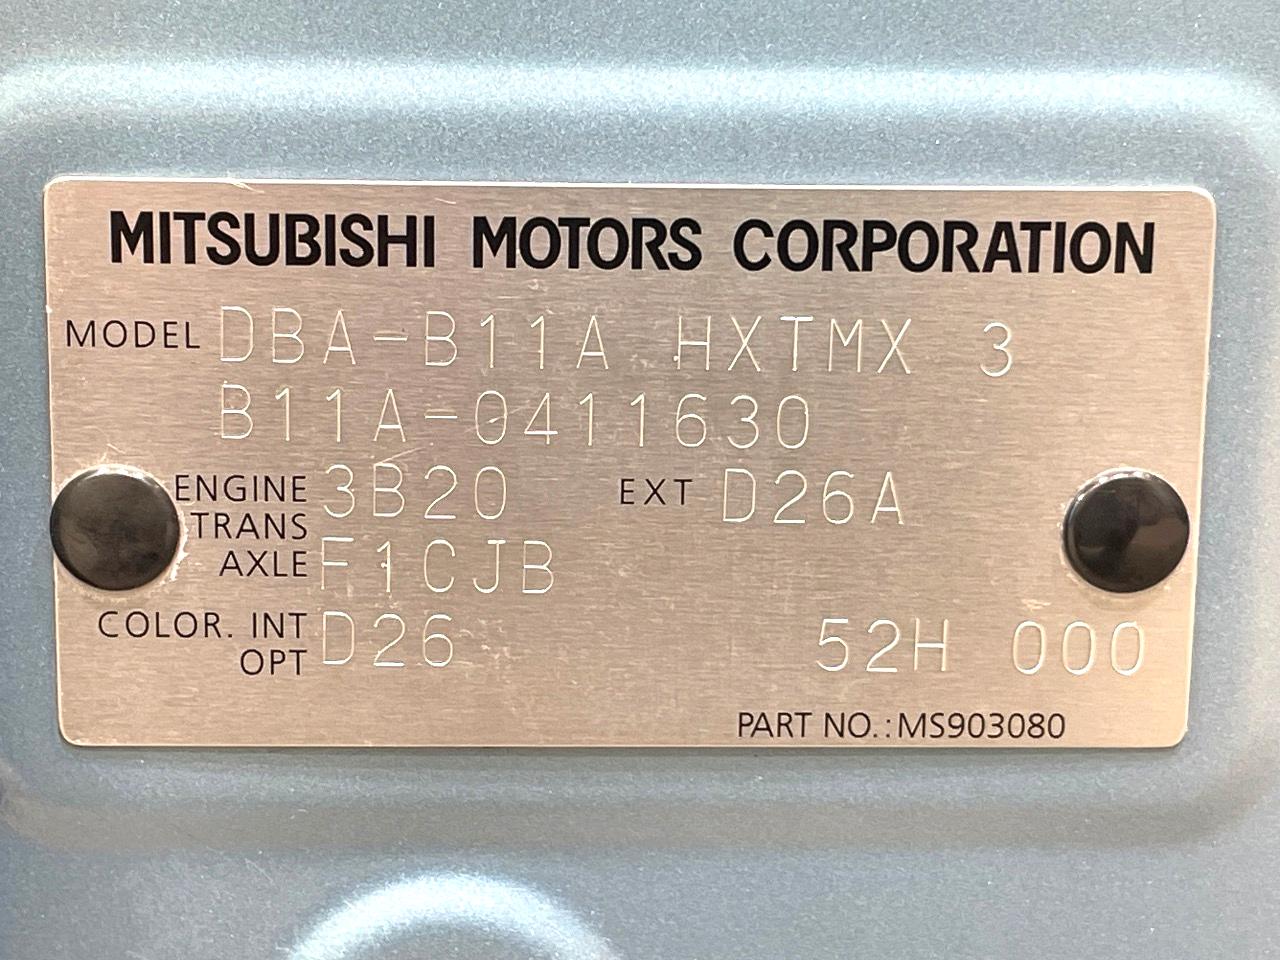 MITSUBISHI MOTORS CORPORATION
MODEL DBA-B11A HXTMX 3
B11A-0411630
ENGINE 3B20 EXT D26A
TRANS
AXLE F1CJB
COLOR. INT D26 52H 000
OPT
PART NO.:MS903080